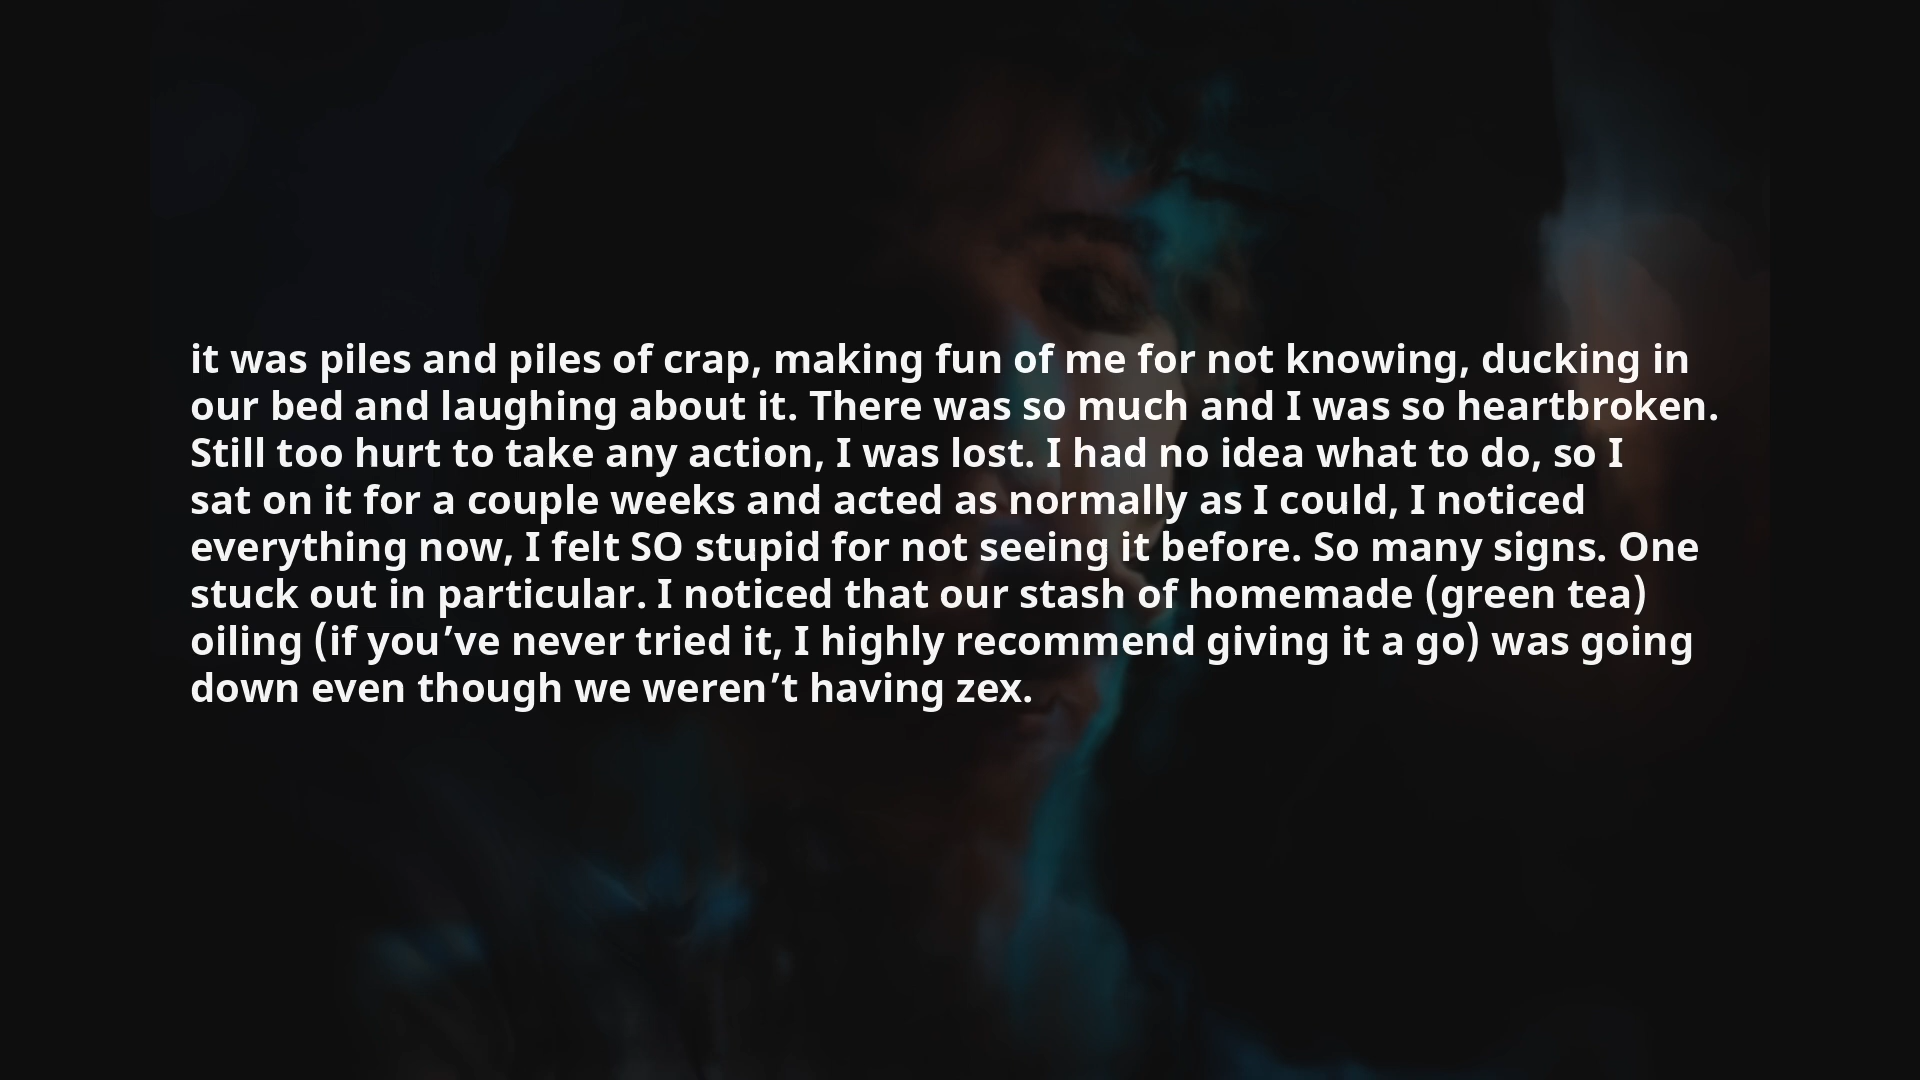 it was piles and piles of crap, making fun of me for not knowing, ducking in
our bed and laughing about it. There was so much and I was so heartbroken.
Still too hurt to take any action, I was lost. I had no idea what to do, so I
sat on it for a couple weeks and acted as normally as I could, I noticed
everything now, I felt SO stupid for not seeing it before. So many signs. One
stuck out in particular. I noticed that our stash of homemade (green tea)
oiling (if you’ve never tried it, I highly recommend giving it a go) was going
down even though we weren’t having zex.